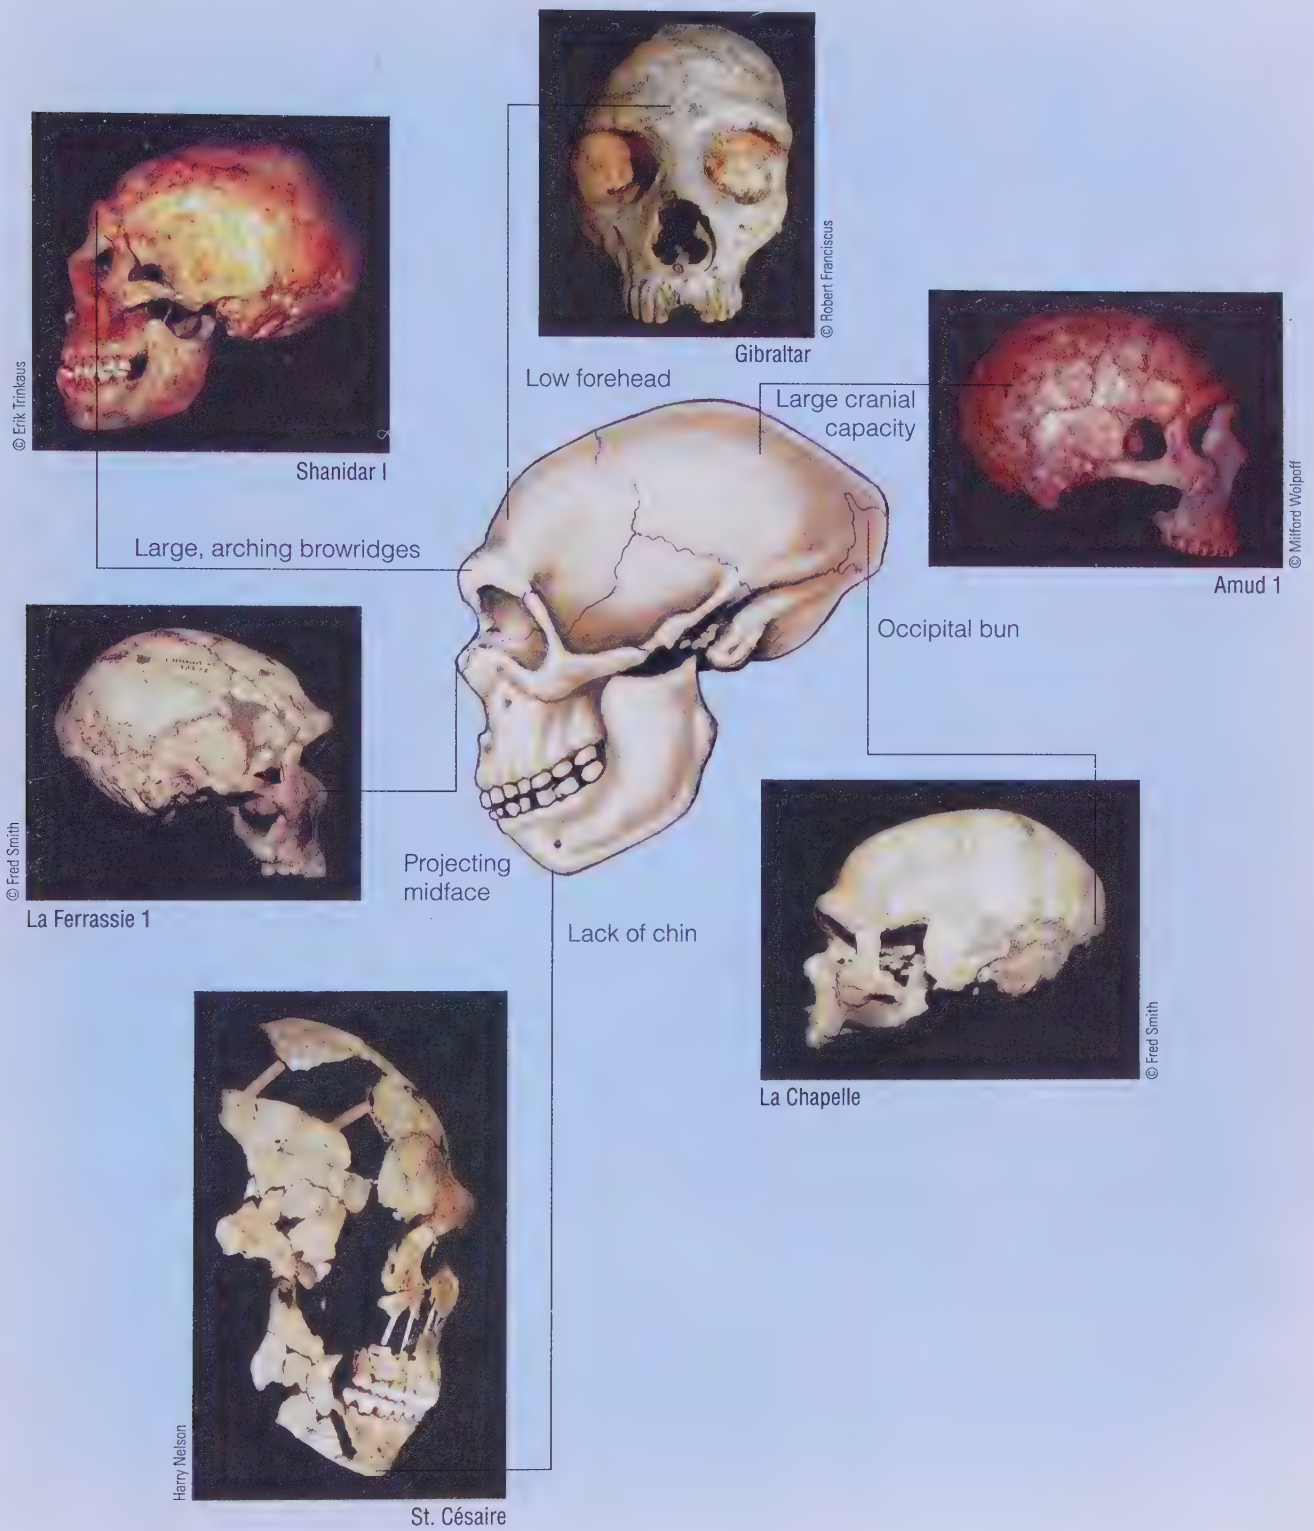 © Robert Franciscus
Gibraltar
© Erik Trinkaus
Shanidar I
Low forehead
Large cranial
capacity
© Milford Wolpoff
Amud 1
Large, arching browridges
Occipital bun
© Fred Smith
La Ferrassie 1
Projecting
midface
Lack of chin
© Fred Smith
La Chapelle
Harry Nelson
St. Césaire